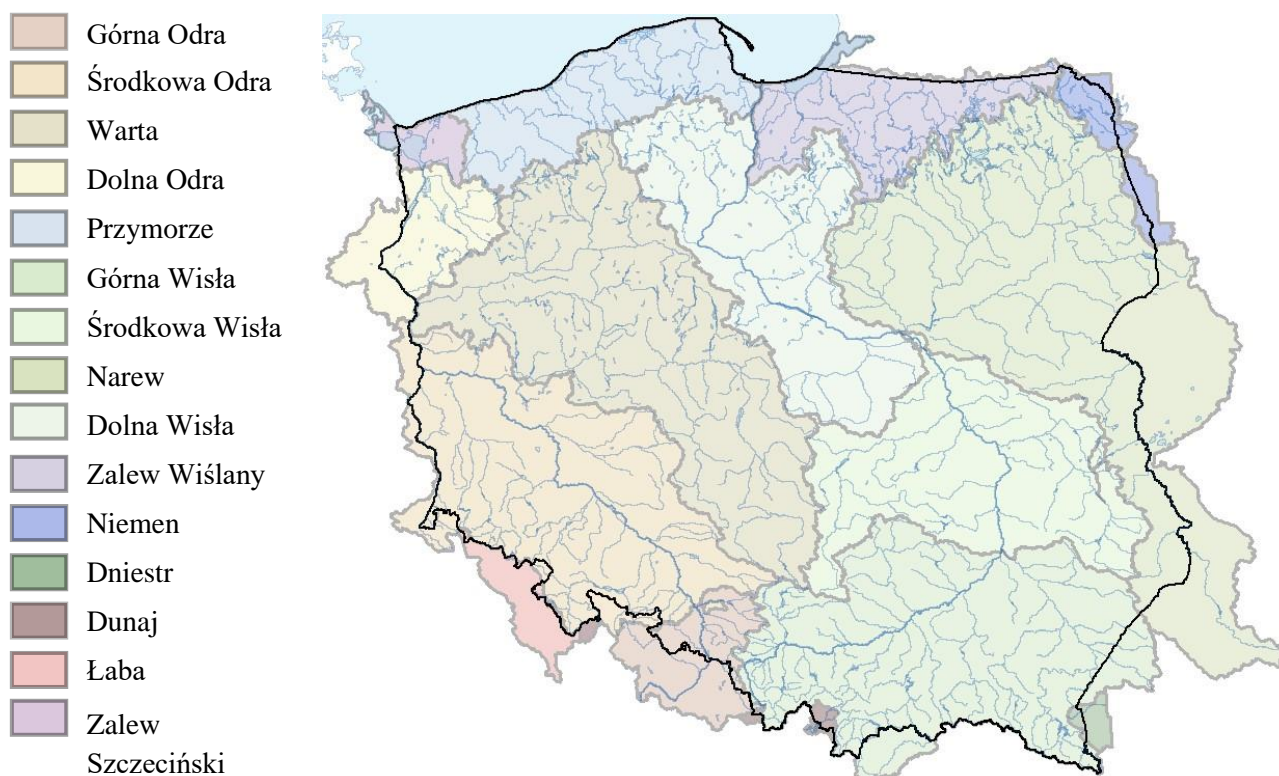 Górna Odra
Środkowa Odra
Warta
Dolna Odra
Przymorze
Górna Wisła
Środkowa Wisła
Narew
Dolna Wisła
Zalew Wiślany
Niemen
Dniestr
Dunaj
Łaba
Zalew
Szczeciński